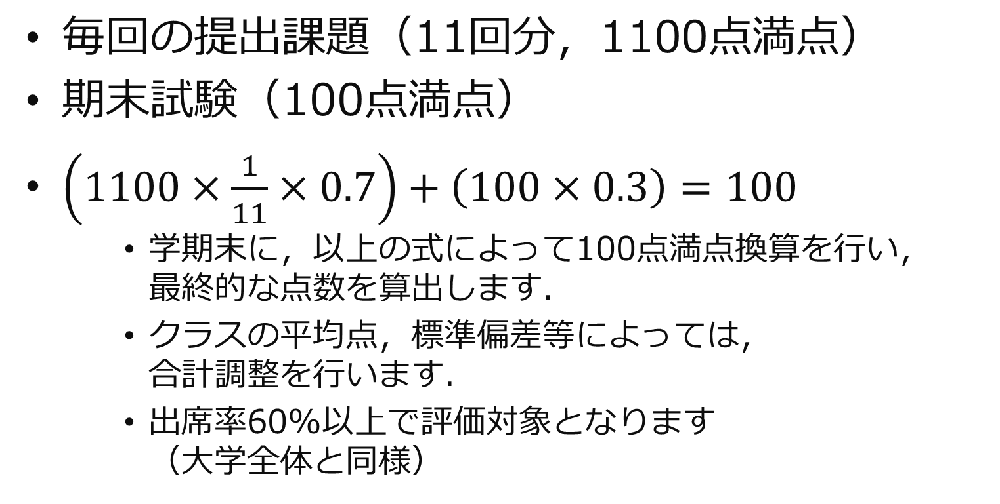 • 毎回の提出課題（11回分，1100点満点）
• 期末試験（100点満点）
• (1100 × 1/11 × 0.7) + (100 × 0.3) = 100
• 学期末に，以上の式によって100点満点換算を行い，
最終的な点数を算出します．
• クラスの平均点，標準偏差等によっては，
合計調整を行います．
• 出席率60%以上で評価対象となります
（大学全体と同様）